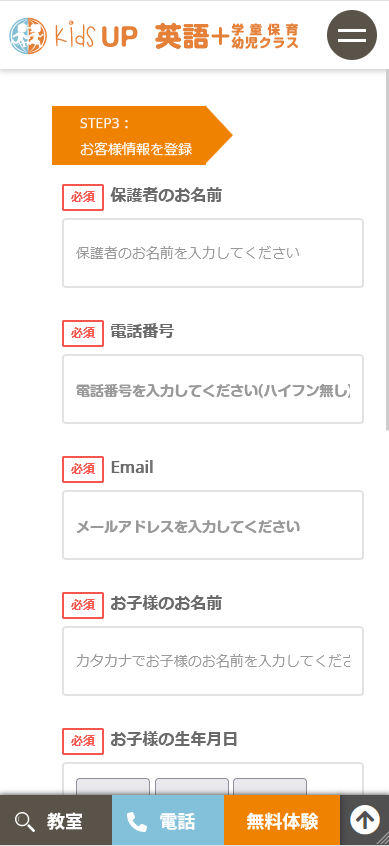 Kids UP 英語+学童保育
幼児クラス
STEP3：
お客様情報を登録
必須 保護者のお名前
保護者のお名前を入力してください
必須 電話番号
電話番号を入力してください(ハイフン無し)
必須 Email
メールアドレスを入力してください
必須 お子様のお名前
カタカナでお子様のお名前を入力してくださ
必須 お子様の生年月日
教室 電話 無料体験